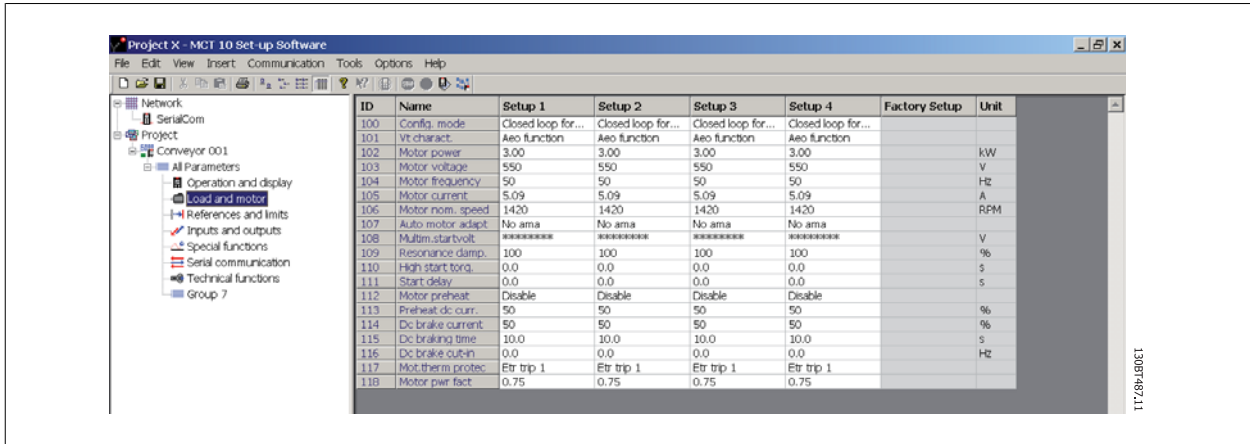 Project X - MCT 10 Set-up Software
File Edit View Insert Communication Tools Options Help
Network
SerialCom
Project
Conveyor 001
All Parameters
Operation and display
Load and motor
References and limits
Inputs and outputs
Special functions
Serial communication
Technical functions
Group 7
ID Name Setup 1 Setup 2 Setup 3 Setup 4 Factory Setup Unit
100 Config. mode Closed loop for... Closed loop for... Closed loop for... Closed loop for...
101 Vt charact. Aeo function Aeo function Aeo function Aeo function
102 Motor power 3.00 3.00 3.00 3.00 kW
103 Motor voltage 550 550 550 550 V
104 Motor frequency 50 50 50 50 Hz
105 Motor current 5.09 5.09 5.09 5.09 A
106 Motor nom. speed 1420 1420 1420 1420 RPM
107 Auto motor adapt No ama No ama No ama No ama
108 Multim.startvolt ******** ******** ******** ******** V
109 Resonance damp. 100 100 100 100 %
110 High start torq. 0.0 0.0 0.0 0.0 s
111 Start delay 0.0 0.0 0.0 0.0 s
112 Motor preheat Disable Disable Disable Disable
113 Preheat dc curr. 50 50 50 50 %
114 Dc brake current 50 50 50 50 %
115 Dc braking time 10.0 10.0 10.0 10.0 s
116 Dc brake cut-in 0.0 0.0 0.0 0.0 Hz
117 Mot.therm protec Etr trip 1 Etr trip 1 Etr trip 1 Etr trip 1
118 Motor pwr fact 0.75 0.75 0.75 0.75
130BT487.11